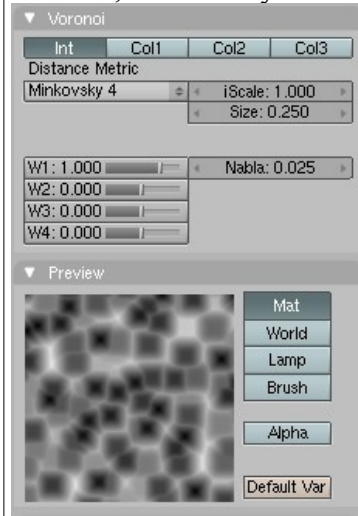 Voronoi
Int Col1 Col2 Col3
Distance Metric
Minkovsky 4 iScale: 1.000
Size: 0.250
W1: 1.000 Nabla: 0.025
W2: 0.000
W3: 0.000
W4: 0.000
Preview
Mat
World
Lamp
Brush
Alpha
Default Var